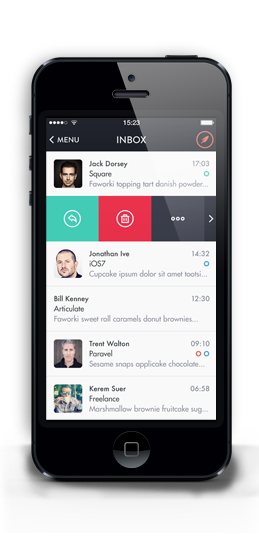 15:23
MENU
INBOX
Jack Dorsey 17:03
Square
Faworki topping tart danish powder...
Jonathan Ive 14:32
iOS7
Cupcake ipsum dolor sit amet tootsi...
Bill Kenney 12:30
Articulate
Faworki sweet roll caramels donut brownies...
Trent Walton 09:10
Paravel
Sesame snaps applicake chocolate...
Kerem Suer 06:58
Freelance
Marshmallow brownie fruitcake sug...